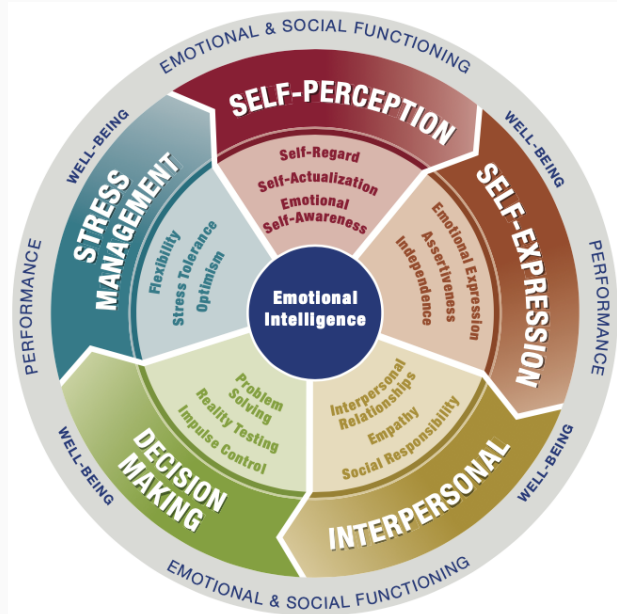 EMOTIONAL & SOCIAL FUNCTIONING
WELL-BEING
PERFORMANCE
WELL-BEING
EMOTIONAL & SOCIAL FUNCTIONING
WELL-BEING
PERFORMANCE
WELL-BEING
SELF-PERCEPTION
Self-Regard
Self-Actualization
Emotional
Self-Awareness
SELF-EXPRESSION
Emotional Expression
Assertiveness
Independence
INTERPERSONAL
Interpersonal
Relationships
Empathy
Social Responsibility
DECISION
MAKING
Problem
Solving
Reality Testing
Impulse Control
STRESS
MANAGEMENT
Flexibility
Stress Tolerance
Optimism
Emotional
Intelligence